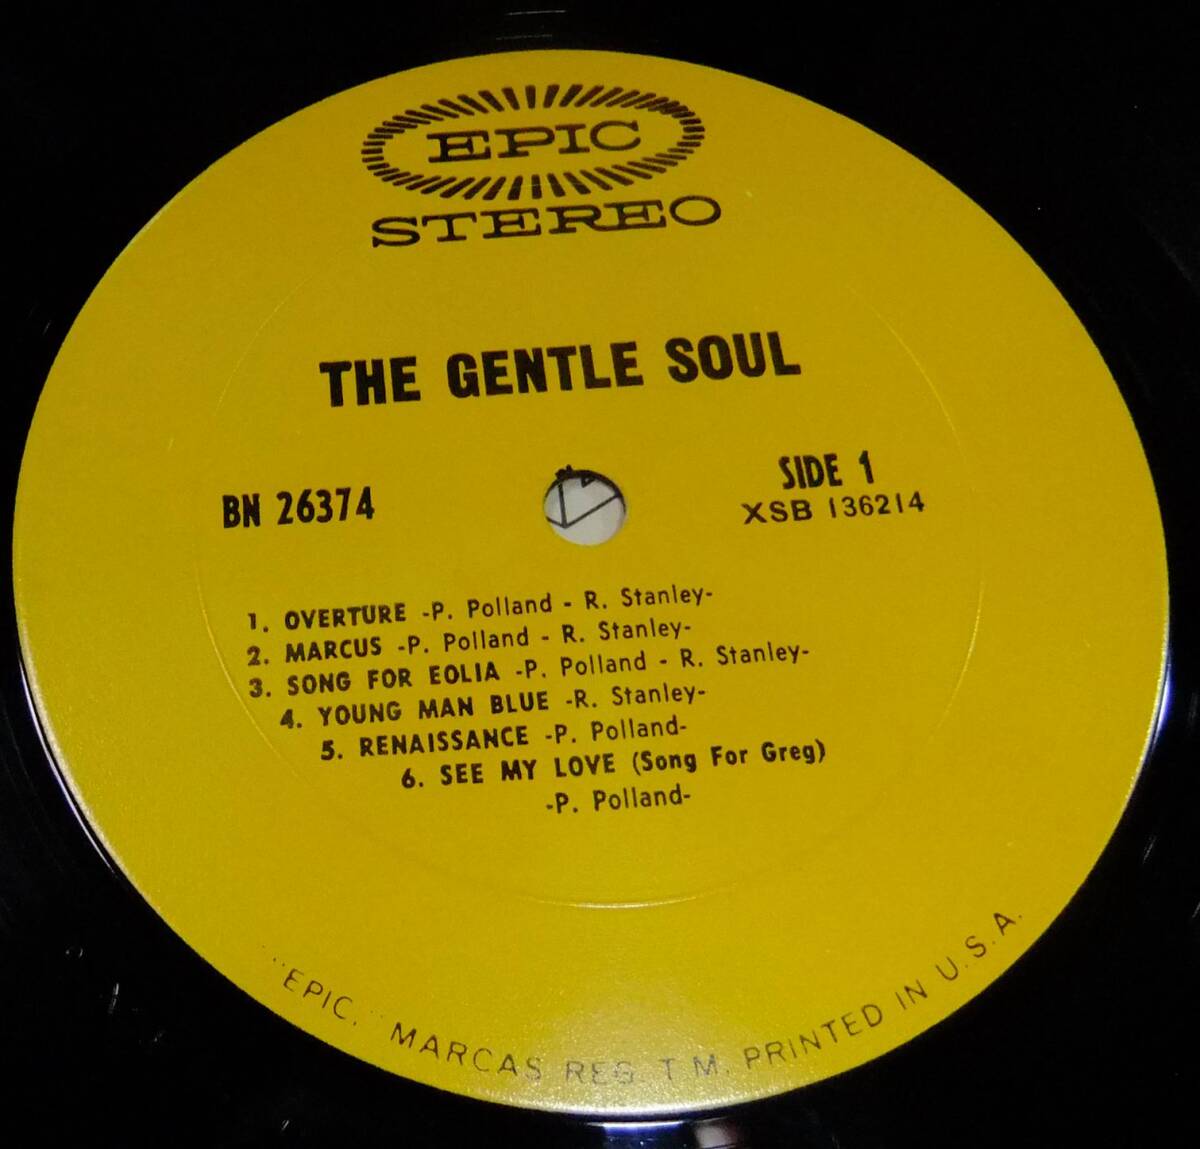 EPIC
STEREO
THE GENTLE SOUL
BN 26374
SIDE 1
XSB 136214
1. OVERTURE -P. Polland - R. Stanley-
2. MARCUS -P. Polland - R. Stanley-
3. SONG FOR EOLIA -P. Polland - R. Stanley-
4. YOUNG MAN BLUE -R. Stanley-
5. RENAISSANCE -P. Polland-
6. SEE MY LOVE (Song For Greg)
-P. Polland-
"EPIC," MARCAS REG. T.M. PRINTED IN U.S.A.